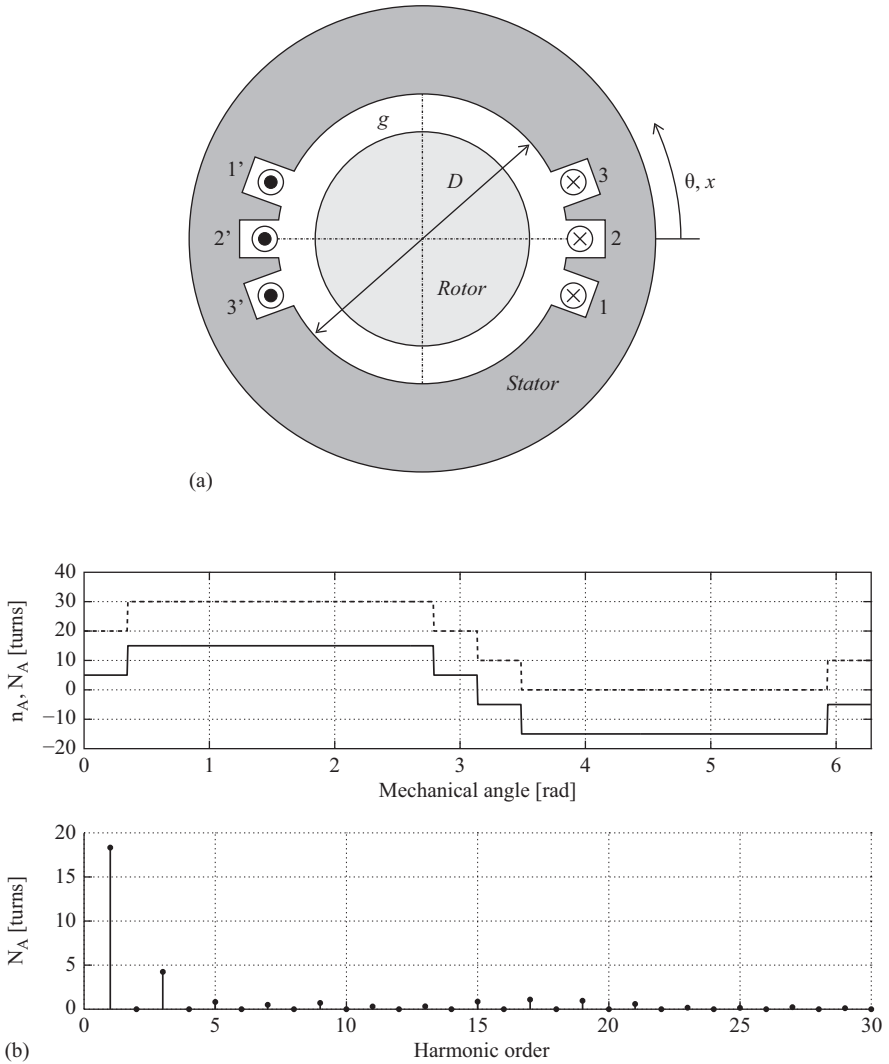 g
1'
3
D
θ, x
2'
2
Rotor
3'
1
Stator
(a)
40
30
20
10
0
−10
−20
n_A, N_A [turns]
0 1 2 3 4 5 6
Mechanical angle [rad]
20
15
10
5
0
N_A [turns]
0 5 10 15 20 25 30
(b)
Harmonic order